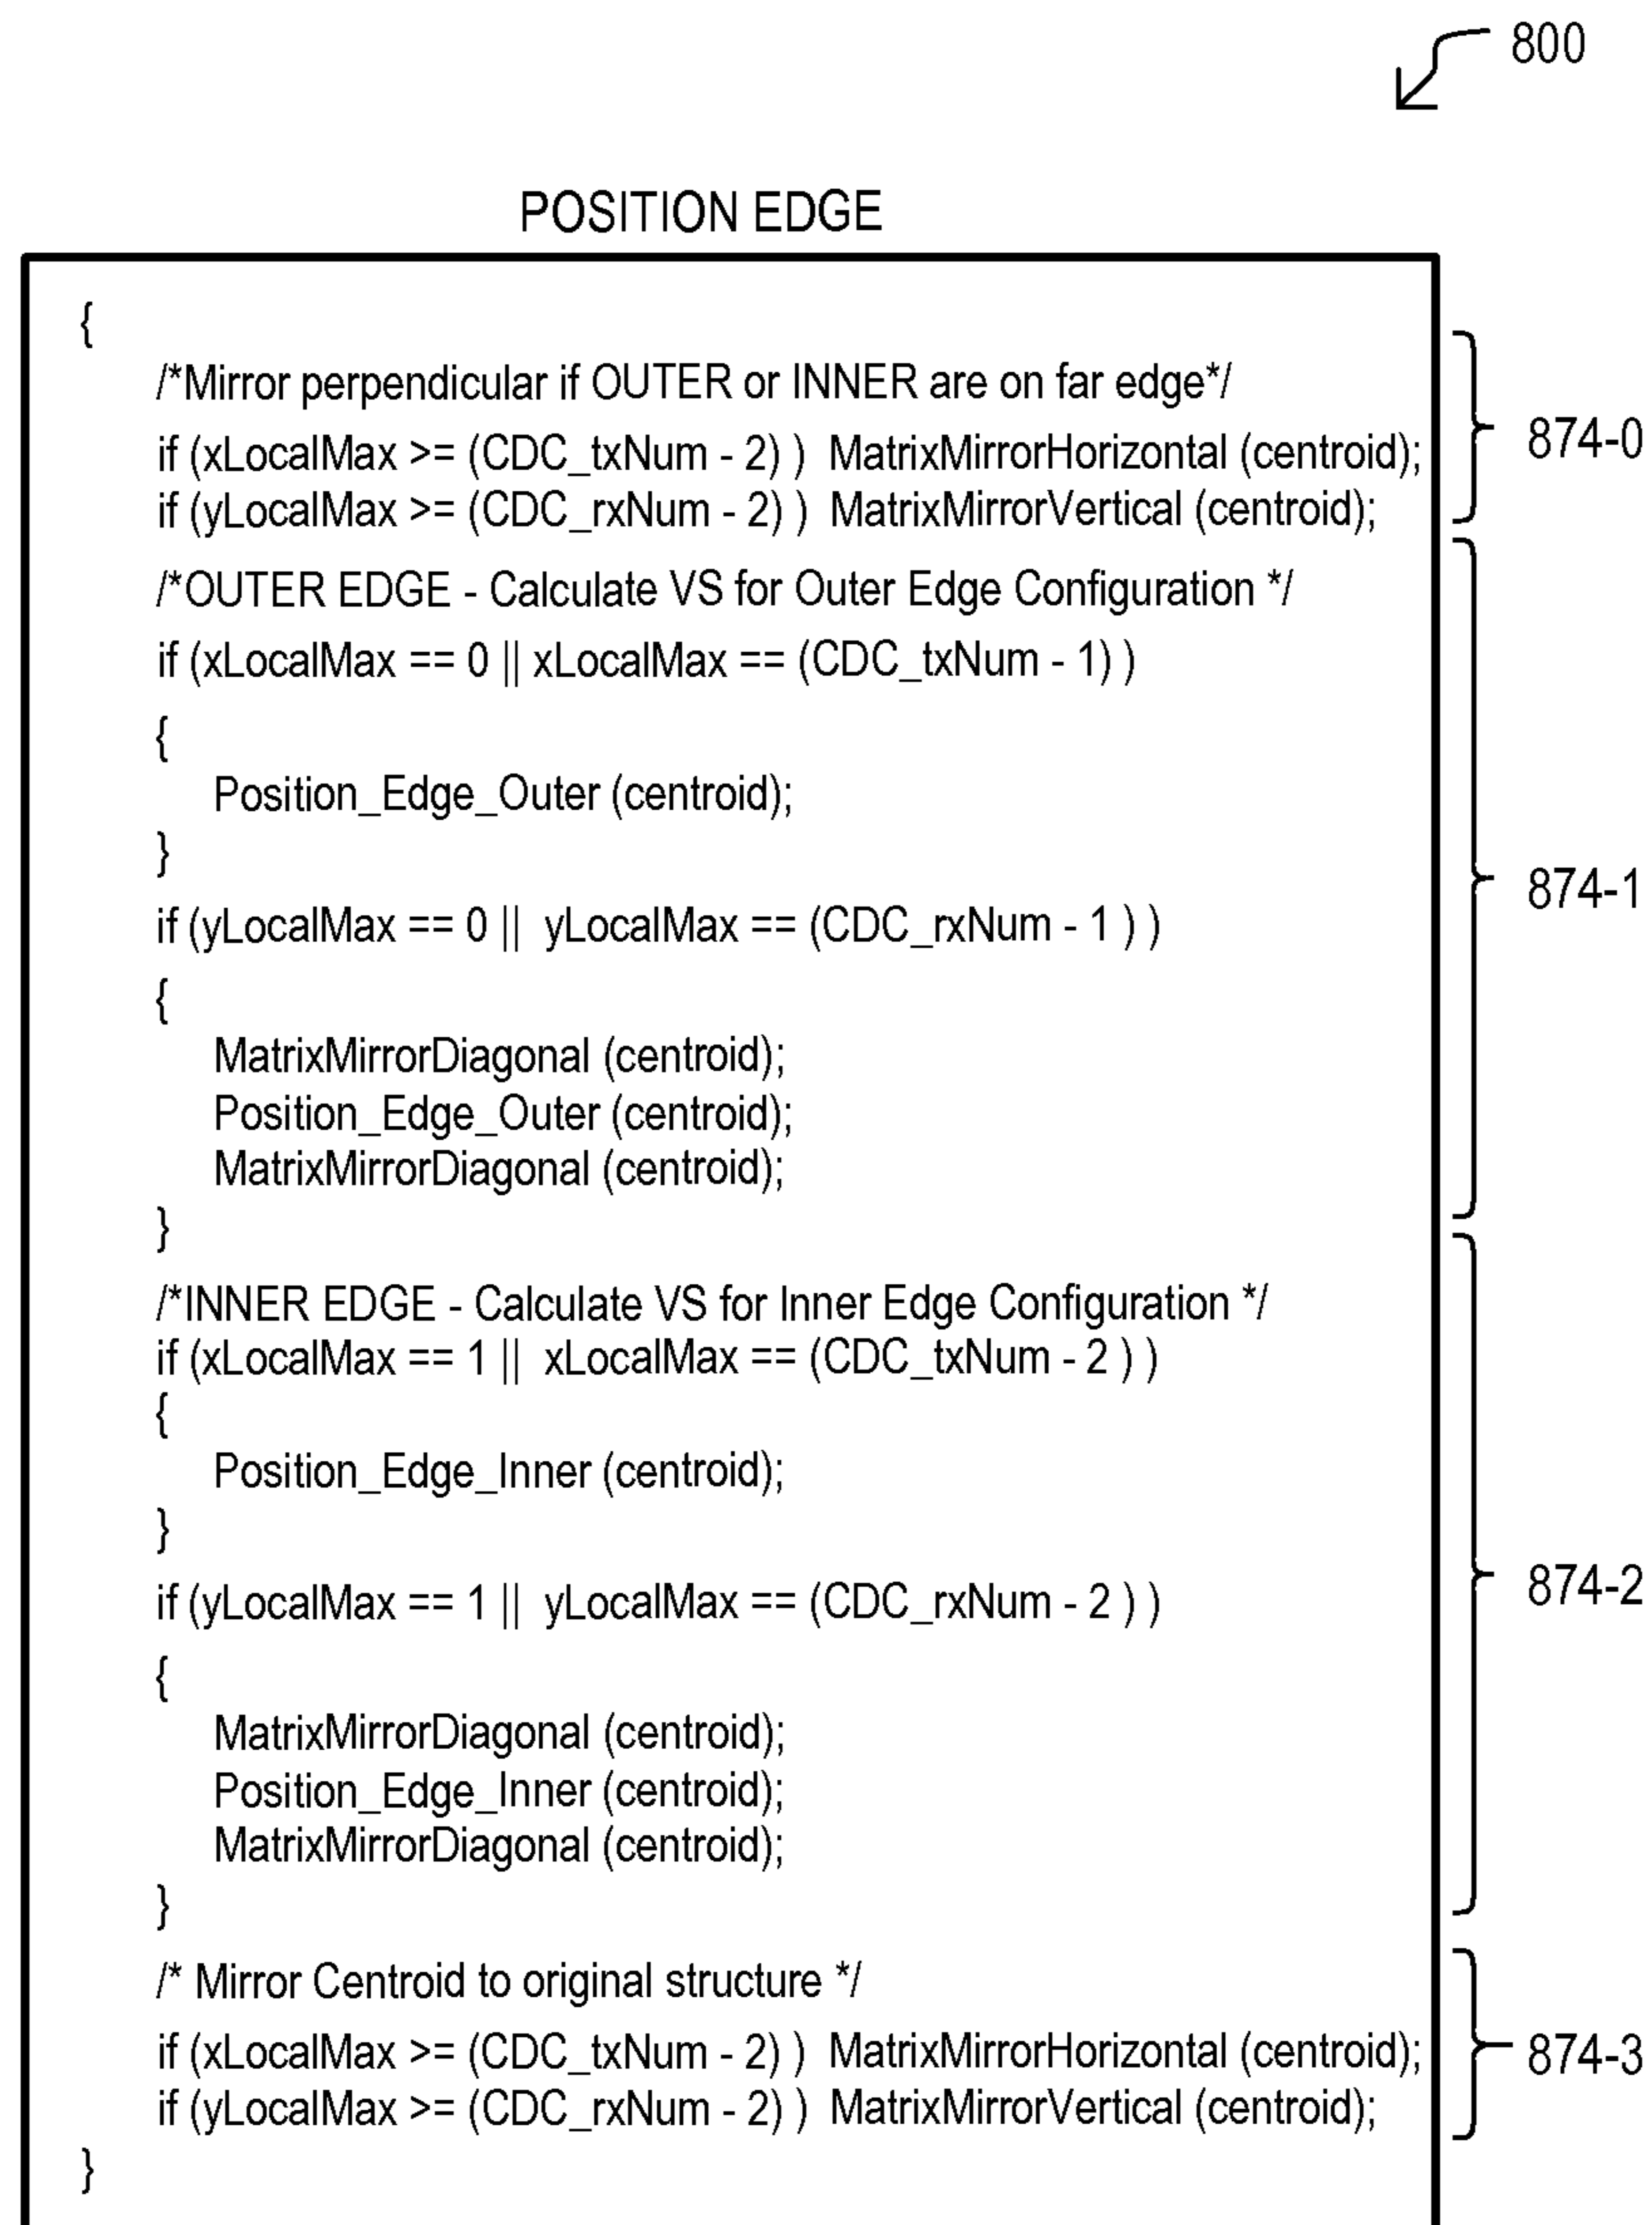 800
POSITION EDGE
{
/*Mirror perpendicular if OUTER or INNER are on far edge*/
if (xLocalMax >= (CDC_txNum - 2) ) MatrixMirrorHorizontal (centroid);
if (yLocalMax >= (CDC_rxNum - 2) ) MatrixMirrorVertical (centroid);
874-0
/*OUTER EDGE - Calculate VS for Outer Edge Configuration */
if (xLocalMax == 0 || xLocalMax == (CDC_txNum - 1) )
{
Position_Edge_Outer (centroid);
}
874-1
if (yLocalMax == 0 || yLocalMax == (CDC_rxNum - 1 ) )
{
MatrixMirrorDiagonal (centroid);
Position_Edge_Outer (centroid);
MatrixMirrorDiagonal (centroid);
}
/*INNER EDGE - Calculate VS for Inner Edge Configuration */
if (xLocalMax == 1 || xLocalMax == (CDC_txNum - 2 ) )
{
Position_Edge_Inner (centroid);
}
874-2
if (yLocalMax == 1 || yLocalMax == (CDC_rxNum - 2 ) )
{
MatrixMirrorDiagonal (centroid);
Position_Edge_Inner (centroid);
MatrixMirrorDiagonal (centroid);
}
/* Mirror Centroid to original structure */
if (xLocalMax >= (CDC_txNum - 2) ) MatrixMirrorHorizontal (centroid);
if (yLocalMax >= (CDC_rxNum - 2) ) MatrixMirrorVertical (centroid);
874-3
}